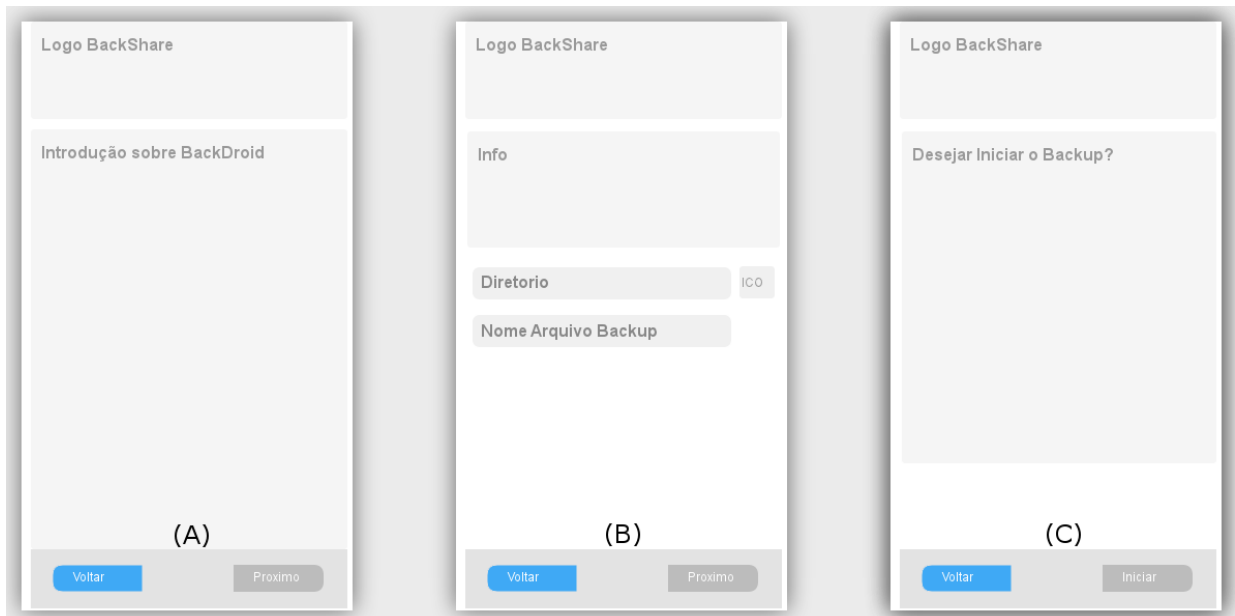 Logo BackShare
Introdução sobre BackDroid
(A)
Voltar
Proximo
Logo BackShare
Info
Diretorio
ICO
Nome Arquivo Backup
(B)
Voltar
Proximo
Logo BackShare
Desejar Iniciar o Backup?
(C)
Voltar
Iniciar